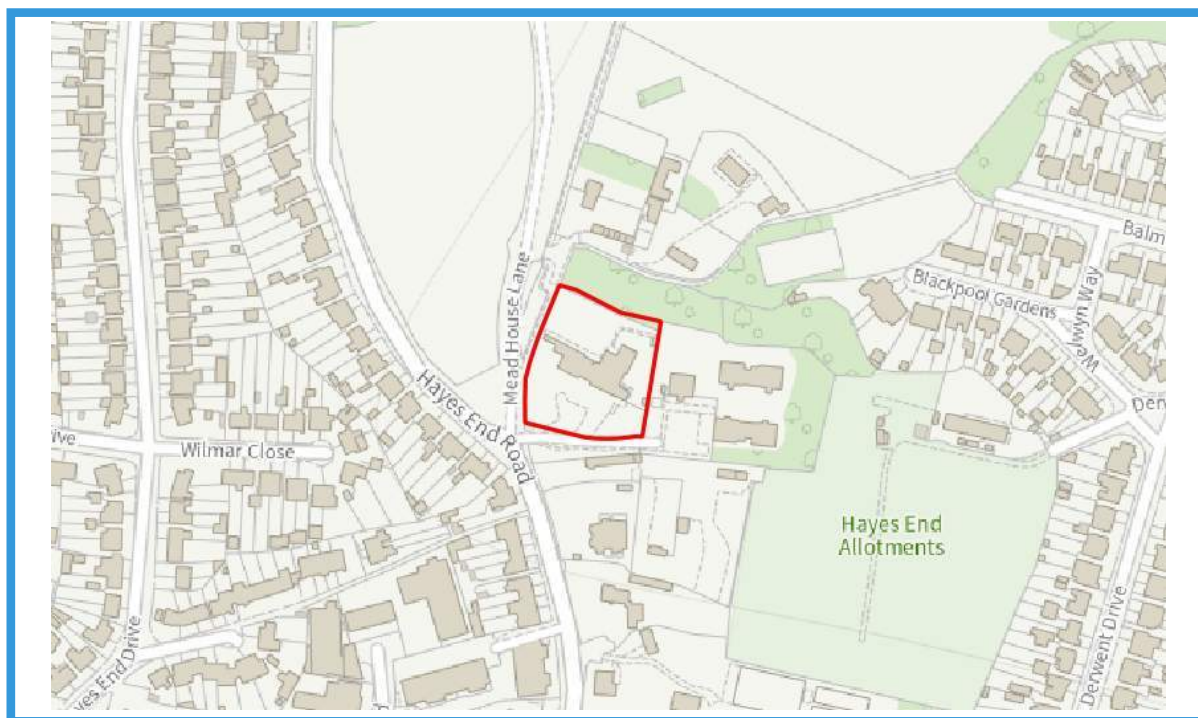 Balm
Blackpool Gardens
Welwyn Way
Mead House Lane
Hayes End Road
Derw
ive
Wilmar Close
Hayes End
Allotments
yes End Drive
Derwent Drive